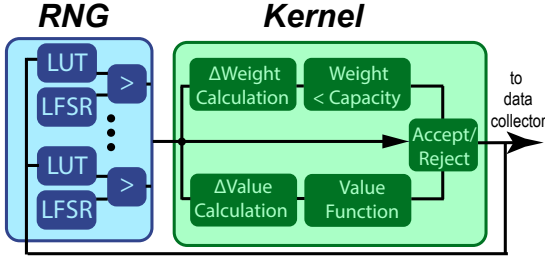 RNG
Kernel
LUT
>
LFSR
LUT
>
LFSR
ΔWeight
Calculation
Weight
< Capacity
Accept/
Reject
ΔValue
Calculation
Value
Function
to
data
collector